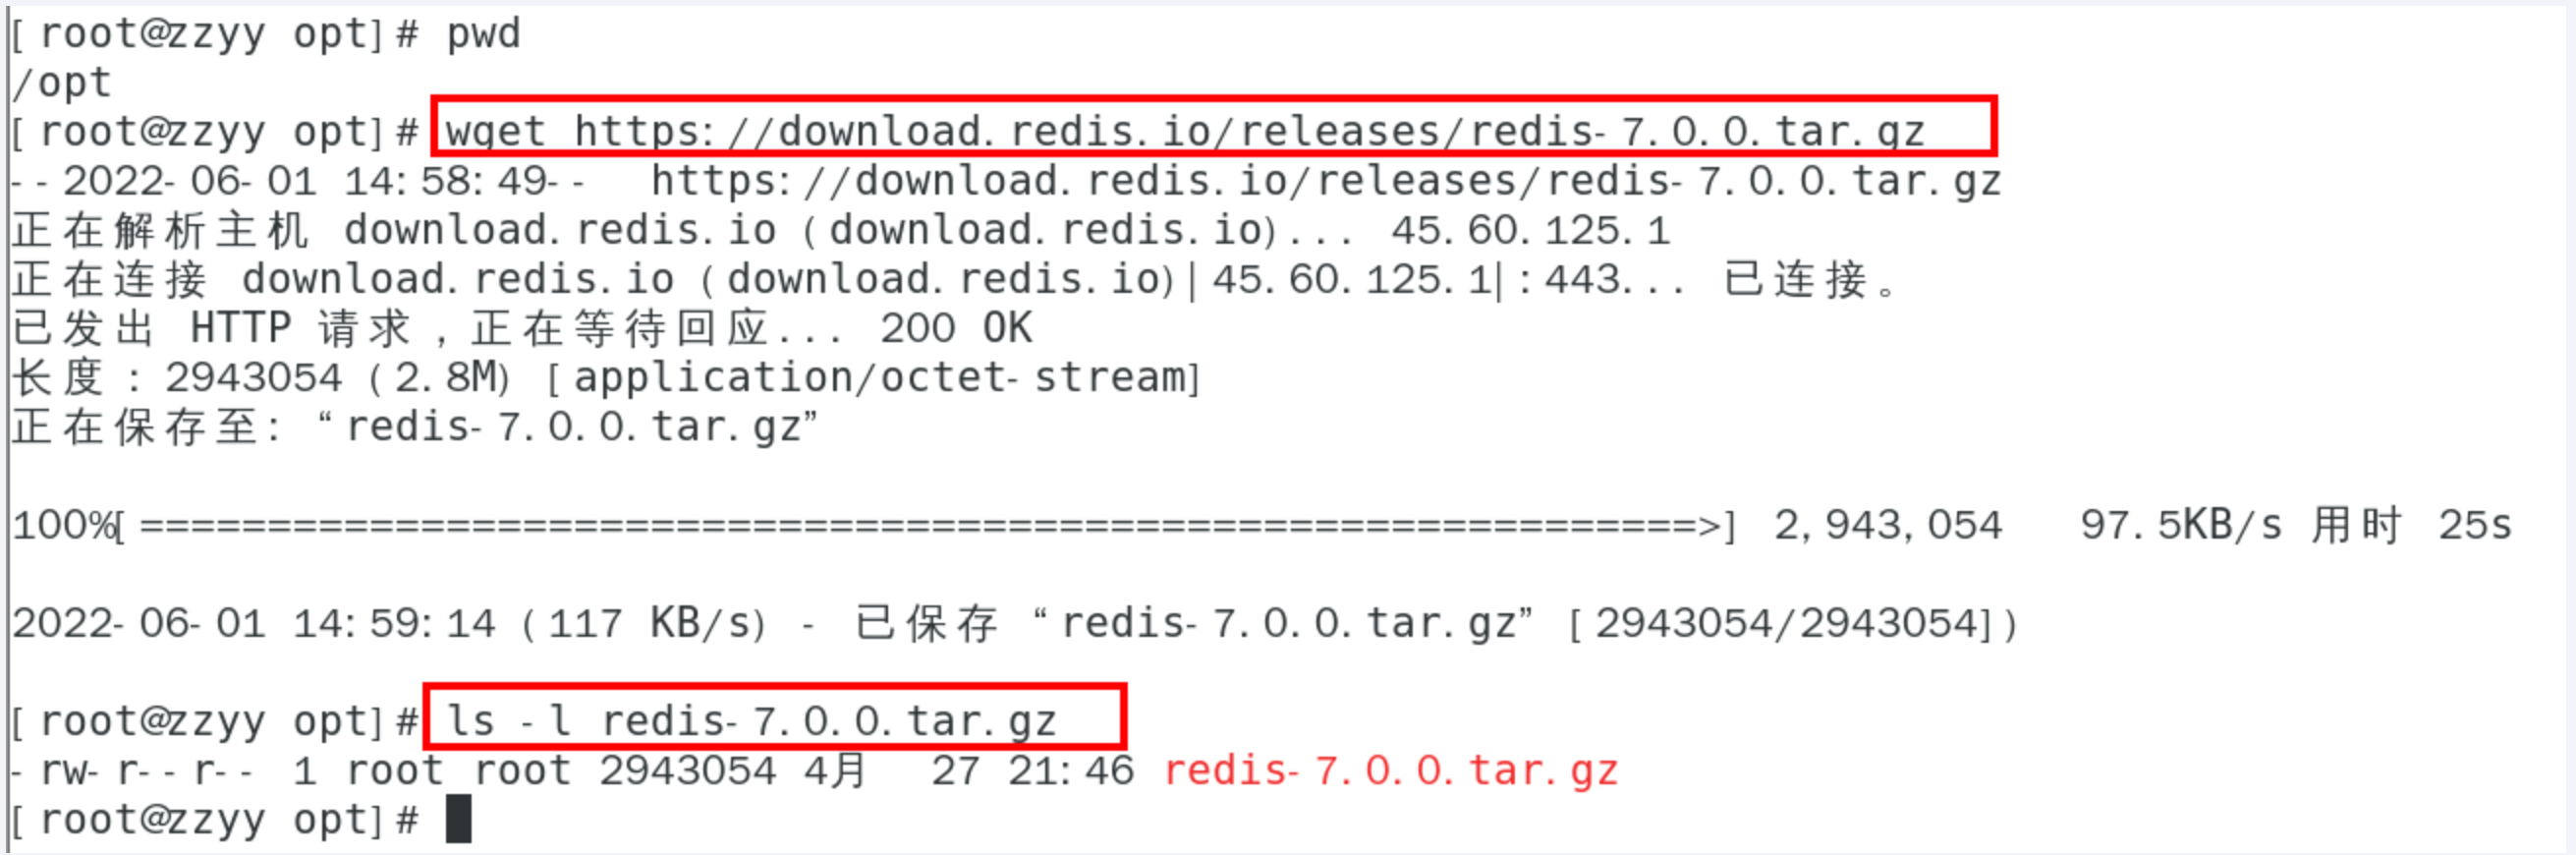 [root@zzyy opt]# pwd
/opt
[root@zzyy opt]# wget https://download.redis.io/releases/redis-7.0.0.tar.gz
--2022-06-01 14:58:49--  https://download.redis.io/releases/redis-7.0.0.tar.gz
正在解析主机 download.redis.io (download.redis.io)... 45.60.125.1
正在连接 download.redis.io (download.redis.io)|45.60.125.1|:443... 已连接。
已发出 HTTP 请求，正在等待回应... 200 OK
长度：2943054 (2.8M) [application/octet-stream]
正在保存至: “redis-7.0.0.tar.gz”
100%[=============================================================>] 2,943,054   97.5KB/s 用时 25s
2022-06-01 14:59:14 (117 KB/s) - 已保存 “redis-7.0.0.tar.gz” [2943054/2943054])
[root@zzyy opt]# ls -l redis-7.0.0.tar.gz
-rw-r--r-- 1 root root 2943054 4月  27 21:46 redis-7.0.0.tar.gz
[root@zzyy opt]#